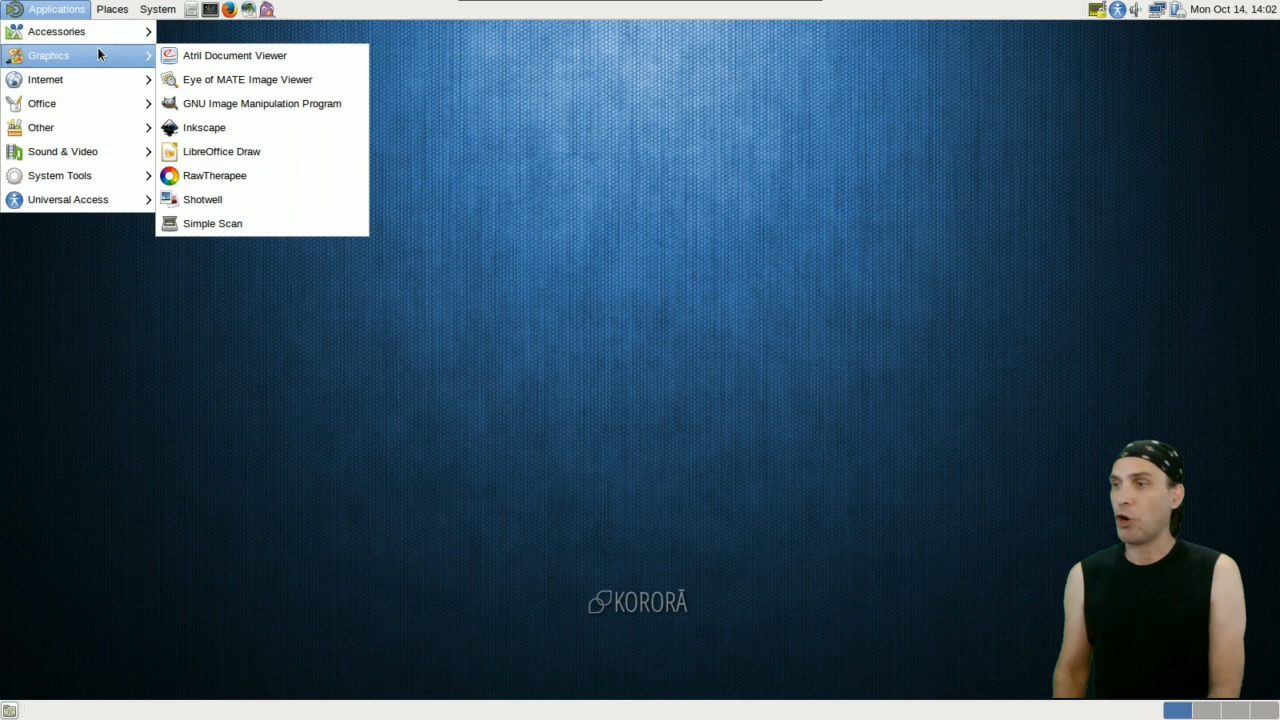 Applications Places System
Mon Oct 14, 14:02
Accessories
Graphics
Internet
Office
Other
Sound & Video
System Tools
Universal Access
Atril Document Viewer
Eye of MATE Image Viewer
GNU Image Manipulation Program
Inkscape
LibreOffice Draw
RawTherapee
Shotwell
Simple Scan
KORORĀ